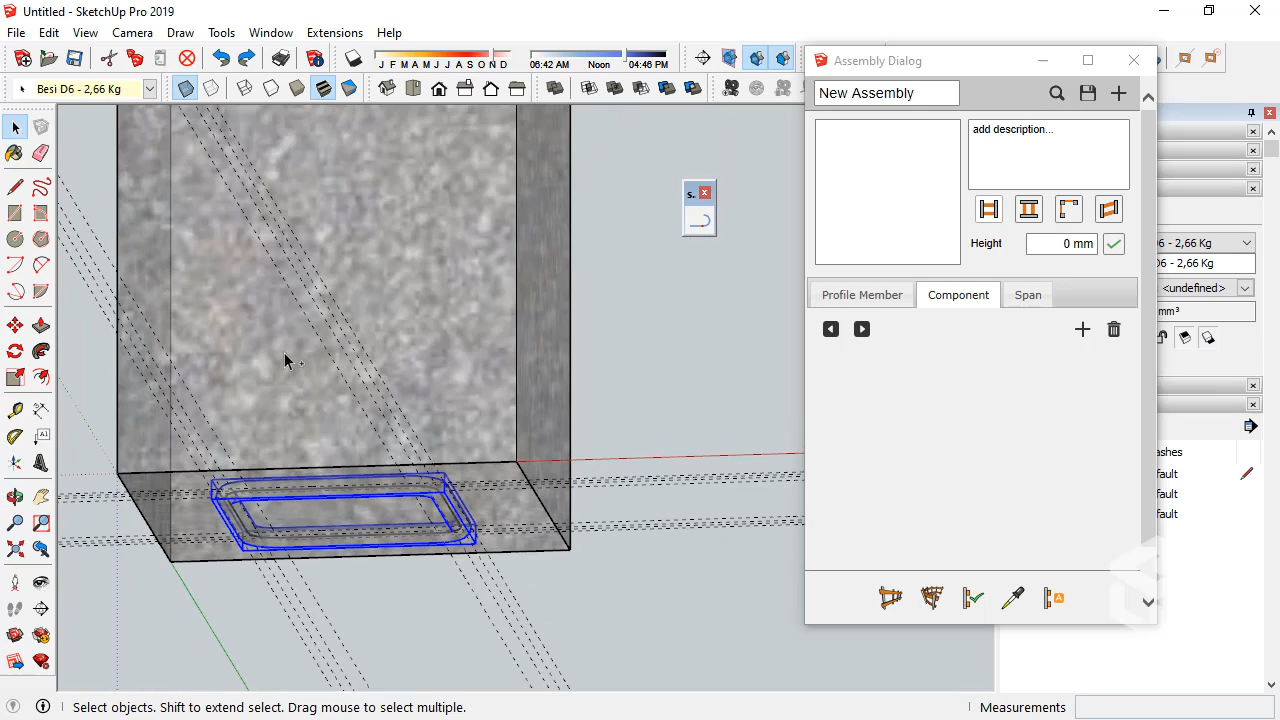 Untitled - SketchUp Pro 2019
File Edit View Camera Draw Tools Window Extensions Help
J F M A M J J A S O N D
06:42 AM Noon 04:46 PM
Besi D6 - 2,66 Kg
Assembly Dialog
New Assembly
add description...
Height 0 mm
Profile Member Component Span
s.
D6 - 2,66 Kg
D6 - 2,66 Kg
<undefined>
mm³
ashes
fault
fault
fault
Select objects. Shift to extend select. Drag mouse to select multiple.
Measurements